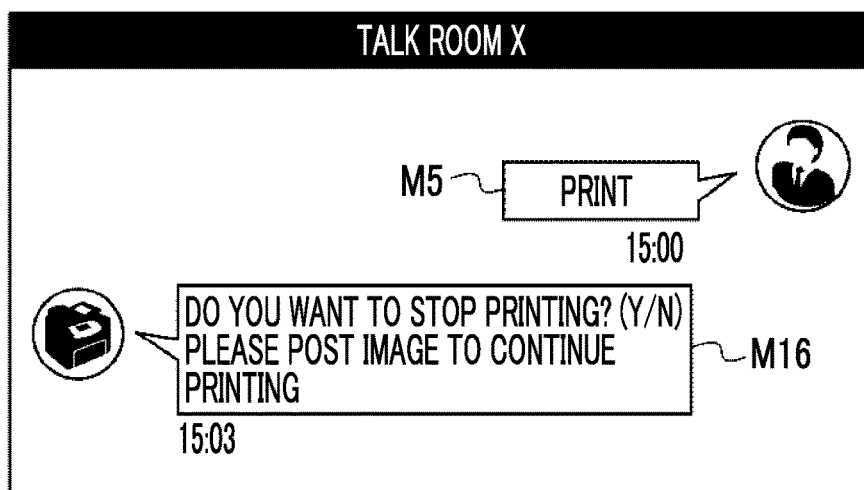 TALK ROOM X
M5
PRINT
15:00
DO YOU WANT TO STOP PRINTING? (Y/N)
PLEASE POST IMAGE TO CONTINUE
PRINTING
M16
15:03